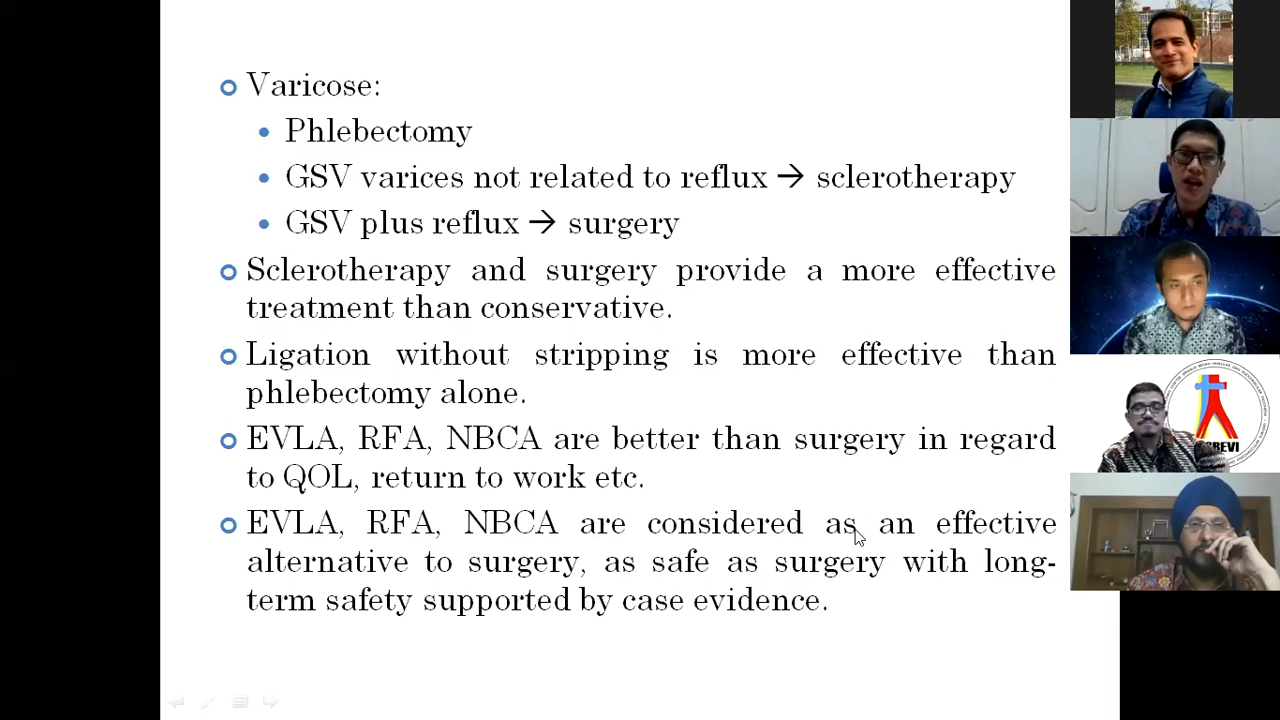 Varicose:
Phlebectomy
GSV varices not related to reflux → sclerotherapy
GSV plus reflux → surgery
Sclerotherapy and surgery provide a more effective
treatment than conservative.
Ligation without stripping is more effective than
phlebectomy alone.
EVLA, RFA, NBCA are better than surgery in regard
to QOL, return to work etc.
EVLA, RFA, NBCA are considered as an effective
alternative to surgery, as safe as surgery with long-
term safety supported by case evidence.